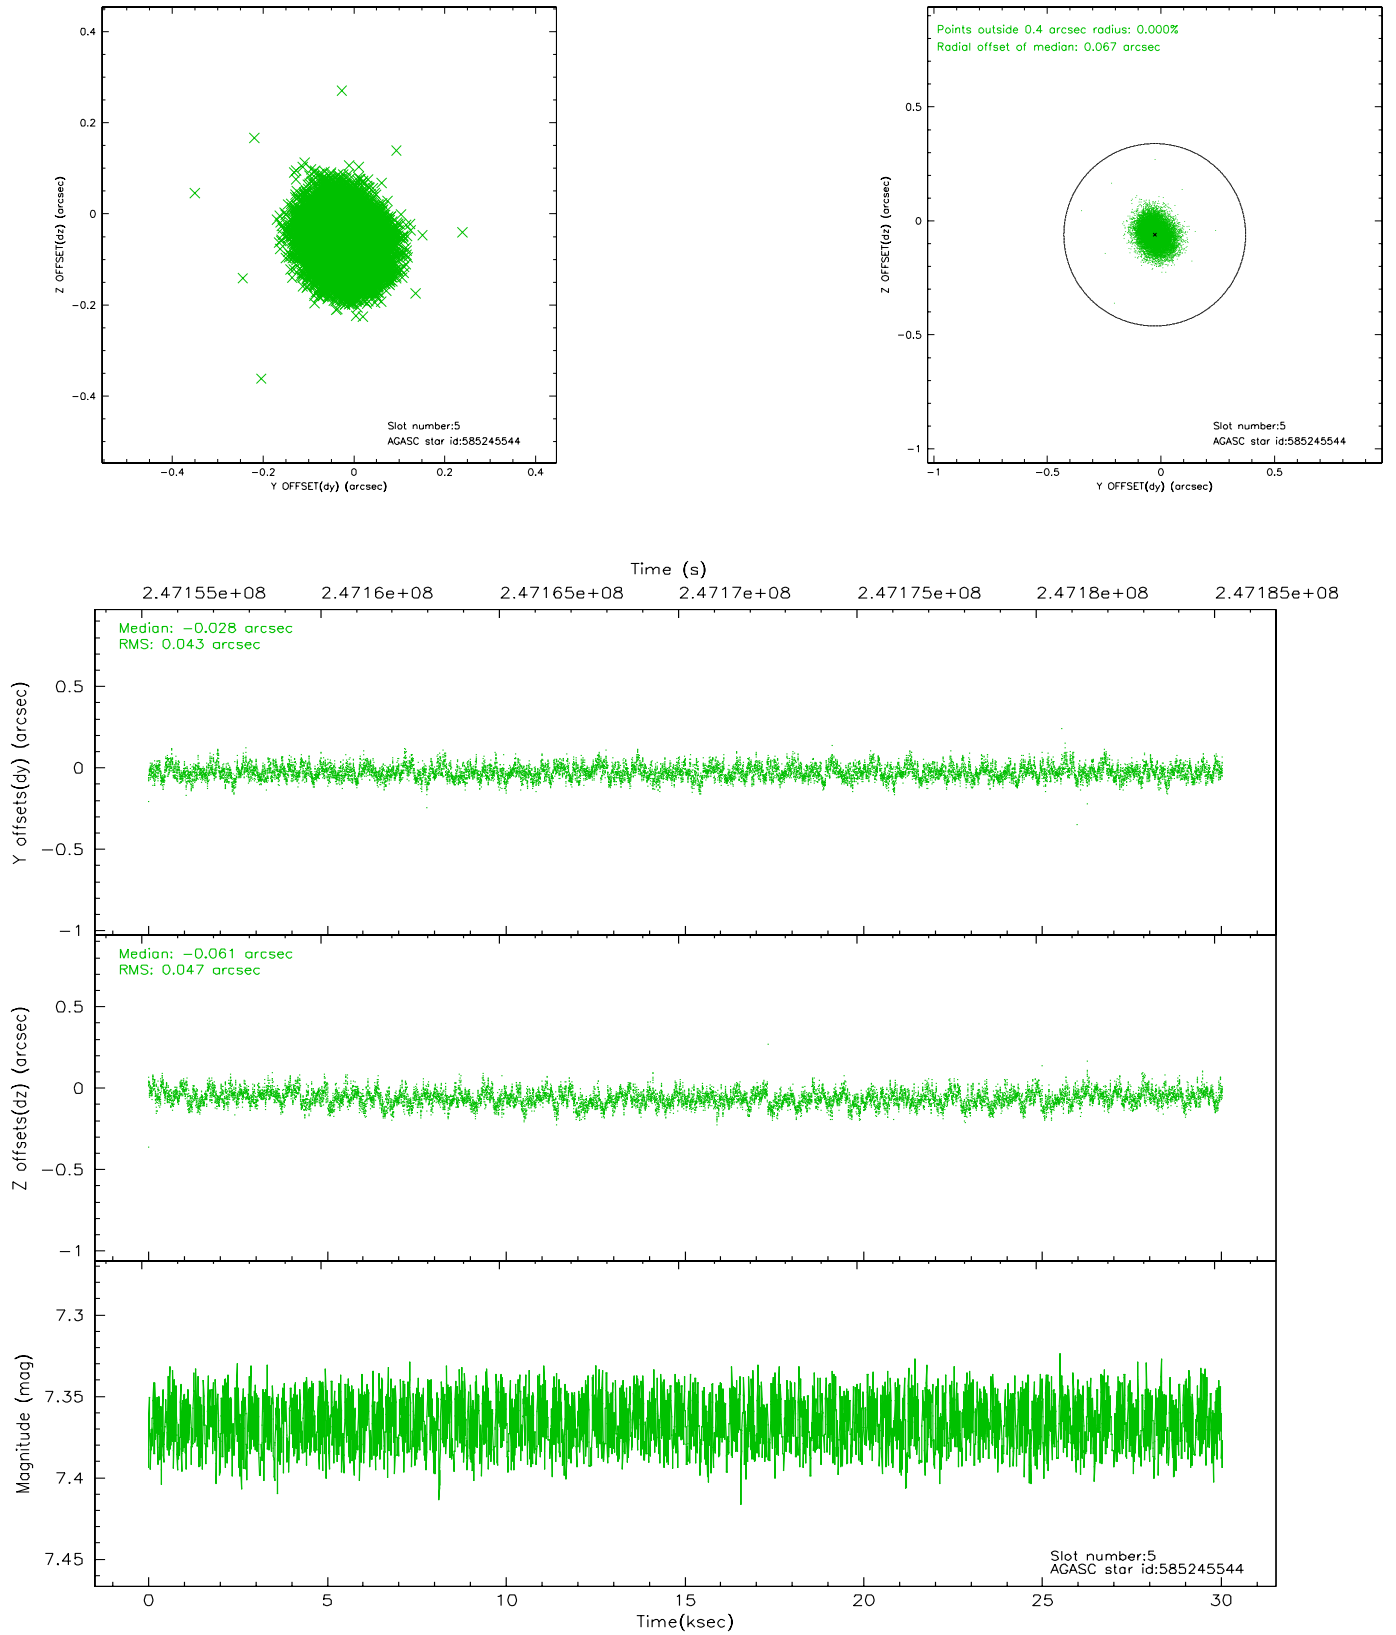 0.4
0.2
0
−0.2
−0.4
Z OFFSET(dz) (arcsec)
Slot number:5
AGASC star id:585245544
−0.4 −0.2 0 0.2 0.4
Y OFFSET(dy) (arcsec)
Points outside 0.4 arcsec radius: 0.000%
Radial offset of median: 0.067 arcsec
0.5
0
−0.5
−1
Z OFFSET(dz) (arcsec)
Slot number:5
AGASC star id:585245544
−1 −0.5 0 0.5
Y OFFSET(dy) (arcsec)
Time (s)
2.47155e+08 2.4716e+08 2.47165e+08 2.4717e+08 2.47175e+08 2.4718e+08 2.47185e+08
Median: −0.028 arcsec
RMS: 0.043 arcsec
0.5
0
−0.5
−1
Y offsets(dy) (arcsec)
Median: −0.061 arcsec
RMS: 0.047 arcsec
0.5
0
−0.5
−1
Z offsets(dz) (arcsec)
7.3
7.35
7.4
7.45
Magnitude (mag)
Slot number:5
AGASC star id:585245544
0 5 10 15 20 25 30
Time(ksec)